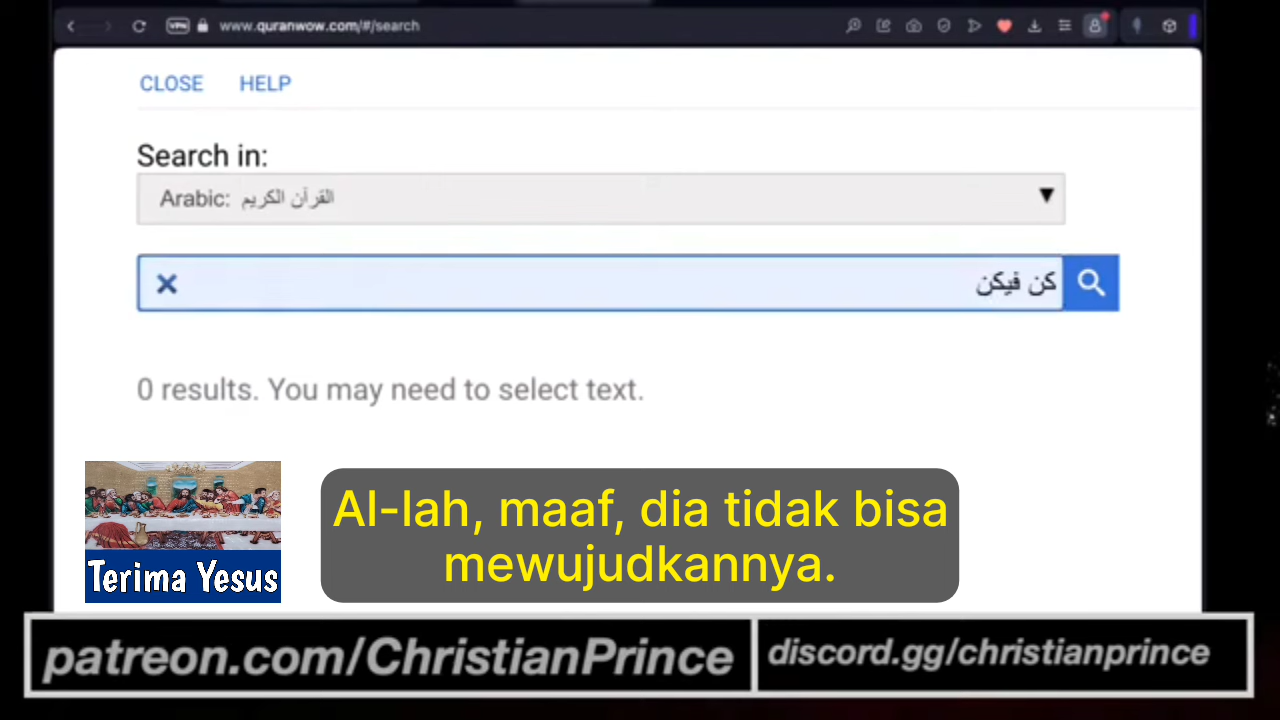 VPN
www.quranwow.com/#/search
CLOSE HELP
Search in:
Arabic: القرآن الكريم
كن فيكن
0 results. You may need to select text.
Al-lah, maaf, dia tidak bisa
mewujudkannya.
Terima Yesus
patreon.com/ChristianPrince
discord.gg/christianprince